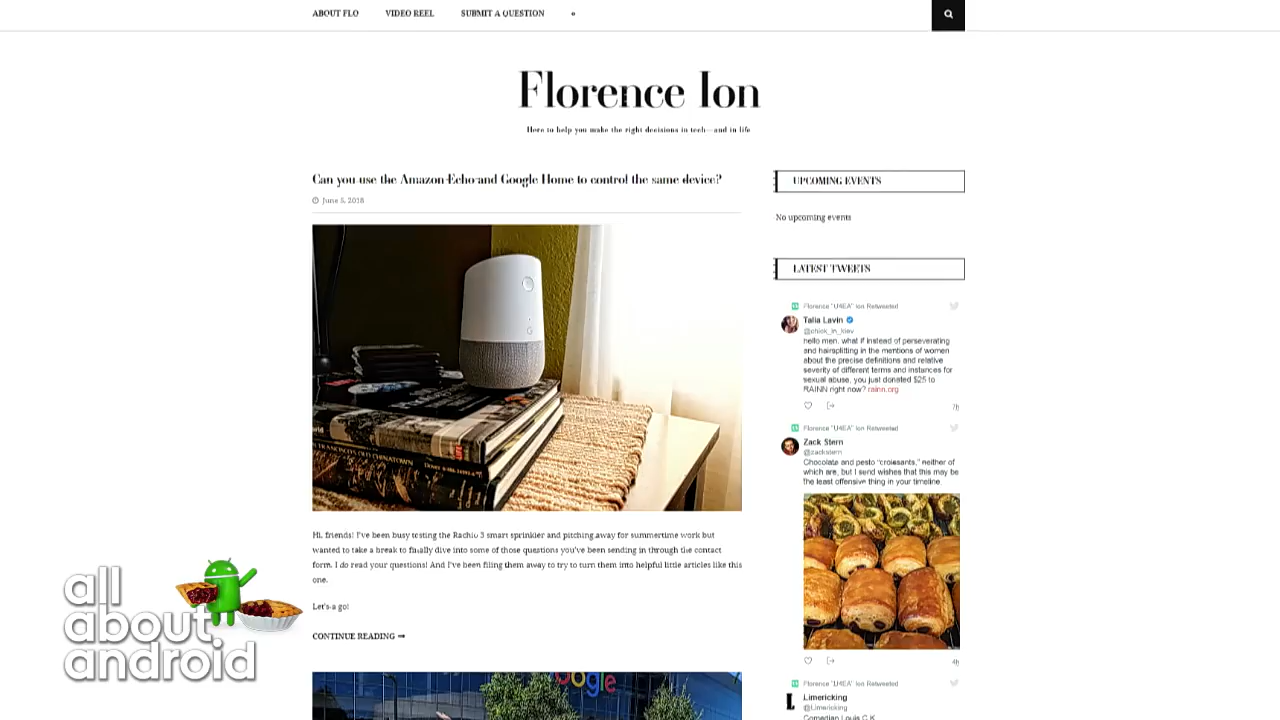 ABOUT FLO
VIDEO REEL
SUBMIT A QUESTION
Florence Ion
Here to help you make the right decisions in tech—and in life
Can you use the Amazon Echo and Google Home to control the same device?
June 5, 2018
Hi, friends! I've been busy testing the Rachio 3 smart sprinkler and pitching away for summertime work but
wanted to take a break to finally dive into some of those questions you've been sending in through the contact
form. I do read your questions! And I've been filing them away to try to turn them into helpful little articles like this
one.
Let's-a go!
CONTINUE READING ➞
Google
UPCOMING EVENTS
No upcoming events
LATEST TWEETS
Florence "U4EA" Ion Retweeted
Talia Lavin
@chick_in_kiev
hello men. what if instead of perseverating
and hairsplitting in the mentions of women
about the precise definitions and relative
severity of different terms and instances for
sexual abuse, you just donated $25 to
RAINN right now? rainn.org
7h
Florence "U4EA" Ion Retweeted
Zack Stern
@zackstern
Chocolate and pesto "croissants," neither of
which are, but I send wishes that this may be
the least offensive thing in your timeline.
4h
Florence "U4EA" Ion Retweeted
L
Limericking
@Limericking
Comedian Louis C.K.
all
about
android